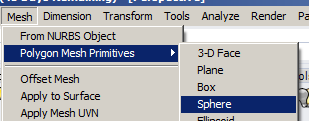 Mesh Dimension Transform Tools Analyze Render
From NURBS Object
Polygon Mesh Primitives
3-D Face
Offset Mesh
Plane
Apply to Surface
Box
Apply Mesh UVN
Sphere
Ellipsoid